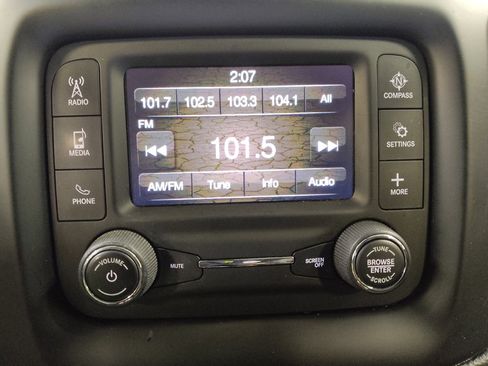 2:07
101.7 102.5 103.3 104.1 All
FM
101.5
AM/FM Tune Info Audio
RADIO
MEDIA
PHONE
N
COMPASS
SETTINGS
MORE
VOLUME
MUTE
SCREEN
OFF
TUNE
BROWSE
ENTER
SCROLL